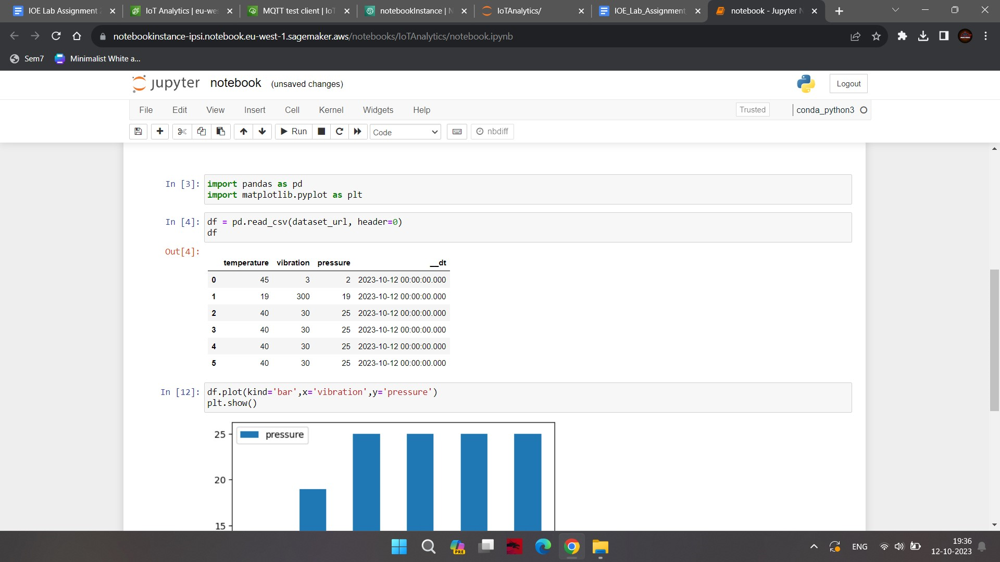 IOE Lab Assignment
IoT Analytics | eu-wes
MQTT test client | IoT
notebookInstance | N
IoTAnalytics/
IOE_Lab_Assignment
notebook - Jupyter N
notebookinstance-ipsi.notebook.eu-west-1.sagemaker.aws/notebooks/IoTAnalytics/notebook.ipynb
Sem7
Minimalist White a...
jupyter notebook (unsaved changes)
Logout
File Edit View Insert Cell Kernel Widgets Help
Trusted
conda_python3
Run
Code
nbdiff
In [3]: import pandas as pd
import matplotlib.pyplot as plt
In [4]: df = pd.read_csv(dataset_url, header=0)
df
Out[4]:
temperature vibration pressure __dt
0 45 3 2 2023-10-12 00:00:00.000
1 19 300 19 2023-10-12 00:00:00.000
2 40 30 25 2023-10-12 00:00:00.000
3 40 30 25 2023-10-12 00:00:00.000
4 40 30 25 2023-10-12 00:00:00.000
5 40 30 25 2023-10-12 00:00:00.000
In [12]: df.plot(kind='bar',x='vibration',y='pressure')
plt.show()
25
pressure
20
15
PRE
ENG
19:36
12-10-2023